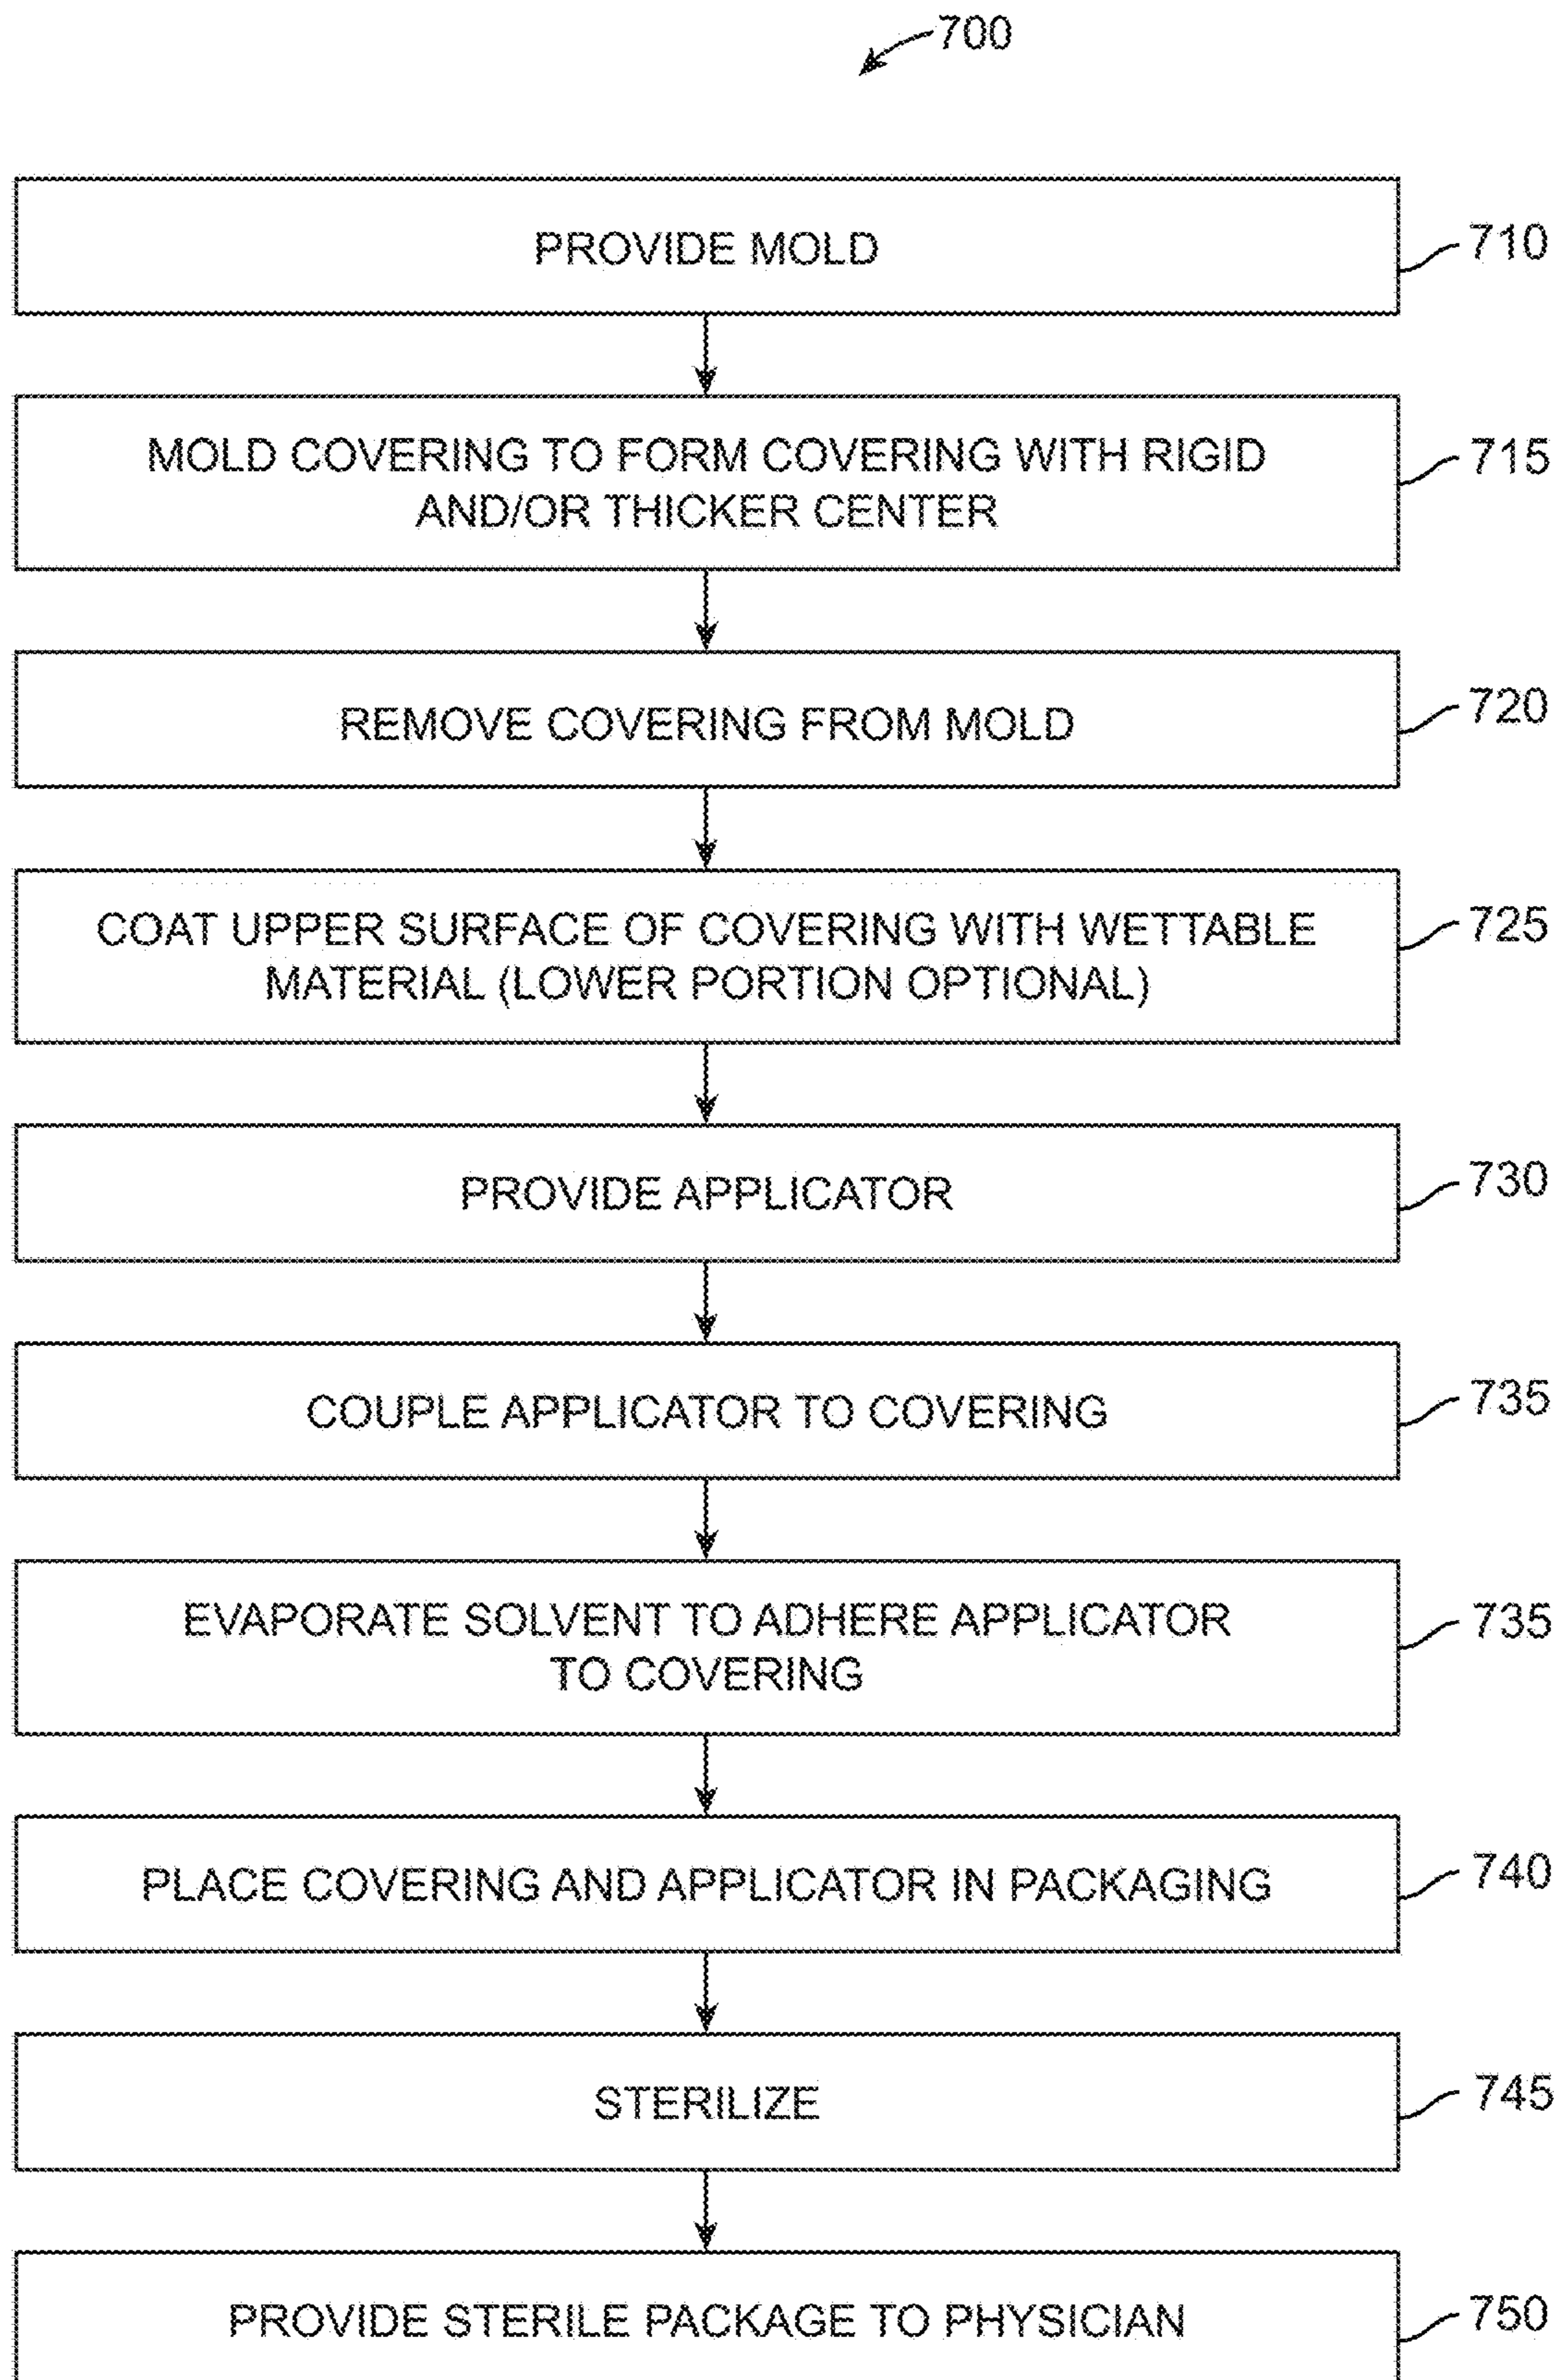 700
PROVIDE MOLD
710
MOLD COVERING TO FORM COVERING WITH RIGID
AND/OR THICKER CENTER
715
REMOVE COVERING FROM MOLD
720
COAT UPPER SURFACE OF COVERING WITH WETTABLE
MATERIAL (LOWER PORTION OPTIONAL)
725
PROVIDE APPLICATOR
730
COUPLE APPLICATOR TO COVERING
735
EVAPORATE SOLVENT TO ADHERE APPLICATOR
TO COVERING
735
PLACE COVERING AND APPLICATOR IN PACKAGING
740
STERILIZE
745
PROVIDE STERILE PACKAGE TO PHYSICIAN
750